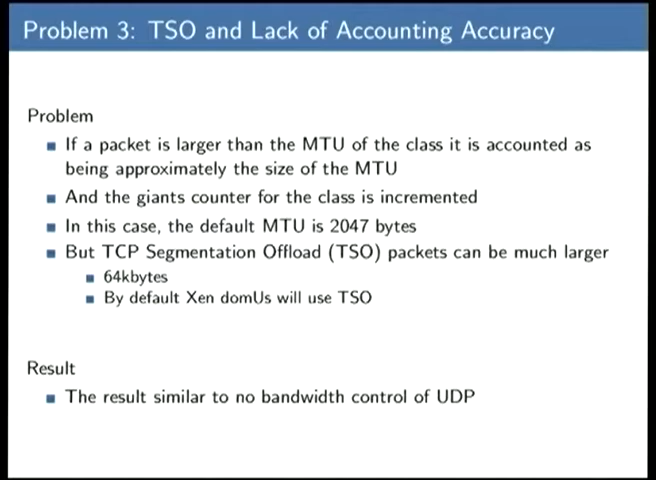 Problem 3: TSO and Lack of Accounting Accuracy
Problem
If a packet is larger than the MTU of the class it is accounted as
being approximately the size of the MTU
And the giants counter for the class is incremented
In this case, the default MTU is 2047 bytes
But TCP Segmentation Offload (TSO) packets can be much larger
64kbytes
By default Xen domUs will use TSO
Result
The result similar to no bandwidth control of UDP